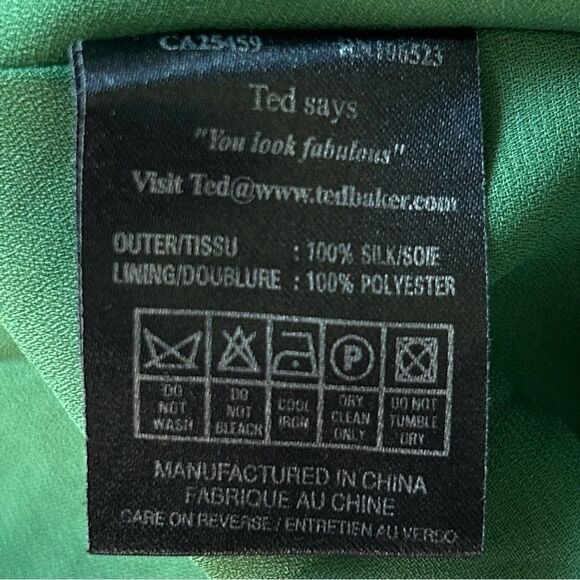 CA25459
Ted says
"You look fabulous"
Visit Ted@www.tedbaker.com
OUTER/TISSU : 100% SILK/SOIE
LINING/DOUBLURE : 100% POLYESTER
P
DO NOT WASH
DO NOT BLEACH
COOL IRON
DRY CLEAN ONLY
DO NOT TUMBLE DRY
MANUFACTURED IN CHINA
FABRIQUE AU CHINE
CARE ON REVERSE / ENTRETIEN AU VERSO